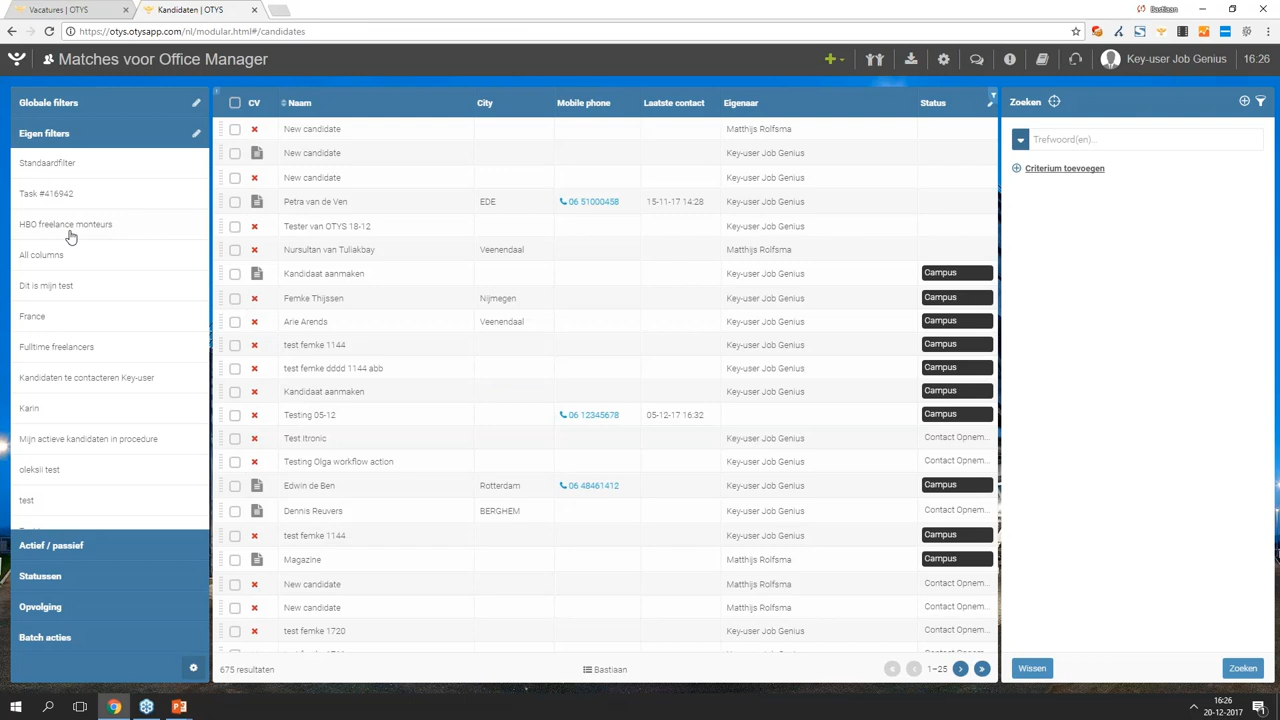 Vacatures | OTYS
Kandidaten | OTYS
Bastiaan
https://otys.otysapp.com/nl/modular.html#/candidates
Matches voor Office Manager
Key-user Job Genius
16:26
Globale filters
Eigen filters
Standaardfilter
Task #416942
HBO freelance monteurs
All columns
Dit is mijn test
France
Fulltime freelancers
Kandidaten te contacteren Key-user
Karin
Mijn actieve kandidaten in procedure
oleksii test
test
Actief / passief
Statussen
Opvolging
Batch acties
CV Naam City Mobile phone Laatste contact Eigenaar Status
New candidate Matthijs Rolfsma
New candidate Key-user Job Genius
New candidate Key-user Job Genius
Petra van de Ven EDE 06 51000458 -11-17 14:28 Key-user Job Genius
Tester van OTYS 18-12 Key-user Job Genius
Nursultan van Tuliakbay Veenendaal Matthijs Rolfsma
Kandidaat aanmaken Key-user Job Genius Campus
Femke Thijssen Nijmegen Key-user Job Genius Campus
Arie Arends Veenendaal Key-user Job Genius Campus
test femke 1144 Key-user Job Genius Campus
test femke dddd 1144 abb Key-user Job Genius Campus
Kandidaat aanmaken Key-user Job Genius Campus
Testing 05-12 06 12345678 05-12-17 16:32 Key-user Job Genius Campus
Test itronic Key-user Job Genius Contact Opnem...
Testing Olga workflow action Key-user Job Genius Contact Opnem...
Edwin de Ben Rotterdam 06 48461412 Key-user Job Genius Campus
Dennis Reuvers BERGHEM Key-user Job Genius Contact Opnem...
test femke 1144 Key-user Job Genius Campus
Magazine Matthijs Rolfsma Campus
New candidate Matthijs Rolfsma Contact Opnem...
New candidate Matthijs Rolfsma Contact Opnem...
test femke 1720 Key-user Job Genius Contact Opnem...
675 resultaten
Bastiaan
1–25
Zoeken
Trefwoord(en)...
Criterium toevoegen
Wissen
Zoeken
16:26
20-12-2017